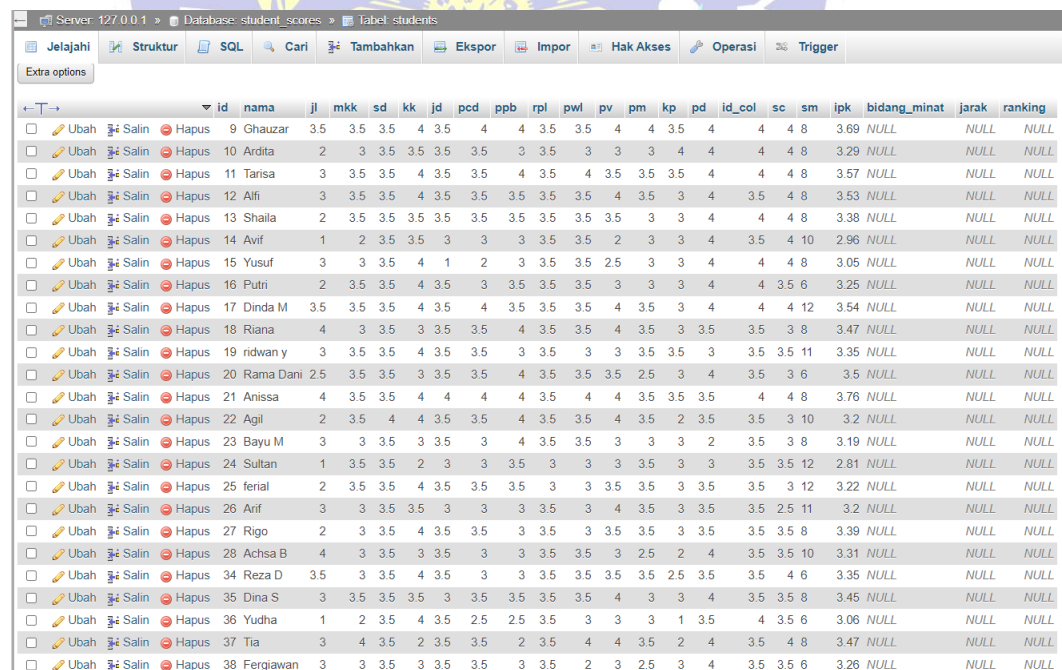 Server: 127.0.0.1 » Database: student_scores » Tabel: students
Jelajahi Struktur SQL Cari Tambahkan Ekspor Impor Hak Akses Operasi Trigger
Extra options
←T→ id nama jl mkk sd kk jd pcd ppb rpl pwl pv pm kp pd id_col sc sm ipk bidang_minat jarak ranking
Ubah Salin Hapus 9 Ghauzar 3.5 3.5 3.5 4 3.5 4 4 3.5 3.5 4 4 3.5 4 4 4 8 3.69 NULL NULL NULL
Ubah Salin Hapus 10 Ardita 2 3 3.5 3.5 3.5 3.5 3 3.5 3 3 3 4 4 4 4 8 3.29 NULL NULL NULL
Ubah Salin Hapus 11 Tarisa 3 3.5 3.5 4 3.5 3.5 4 3.5 4 3.5 3.5 3.5 4 4 4 8 3.57 NULL NULL NULL
Ubah Salin Hapus 12 Alfi 3 3.5 3.5 4 3.5 3.5 3.5 3.5 3.5 4 3.5 3 4 3.5 4 8 3.53 NULL NULL NULL
Ubah Salin Hapus 13 Shaila 2 3.5 3.5 3.5 3.5 3.5 3.5 3.5 3.5 3.5 3 3 4 4 4 8 3.38 NULL NULL NULL
Ubah Salin Hapus 14 Avif 1 2 3.5 3.5 3 3 3 3.5 3.5 2 3 3 4 3.5 4 10 2.96 NULL NULL NULL
Ubah Salin Hapus 15 Yusuf 3 3 3.5 4 1 2 3 3.5 3.5 2.5 3 3 4 4 4 8 3.05 NULL NULL NULL
Ubah Salin Hapus 16 Putri 2 3.5 3.5 4 3.5 3 3.5 3.5 3.5 3 3 3 4 4 3.5 6 3.25 NULL NULL NULL
Ubah Salin Hapus 17 Dinda M 3.5 3.5 3.5 4 3.5 4 3.5 3.5 3.5 4 3.5 3 4 4 4 12 3.54 NULL NULL NULL
Ubah Salin Hapus 18 Riana 4 3 3.5 3 3.5 3.5 4 3.5 3.5 4 3.5 3 3.5 3.5 3 8 3.47 NULL NULL NULL
Ubah Salin Hapus 19 ridwan y 3 3.5 3.5 4 3.5 3.5 3 3.5 3 3 3.5 3.5 3 3.5 3.5 11 3.35 NULL NULL NULL
Ubah Salin Hapus 20 Rama Dani 2.5 3.5 3.5 3 3.5 3.5 4 3.5 3.5 3.5 2.5 3 4 3.5 3 6 3.5 NULL NULL NULL
Ubah Salin Hapus 21 Anissa 4 3.5 3.5 4 4 4 4 3.5 4 4 3.5 3.5 3.5 4 4 8 3.76 NULL NULL NULL
Ubah Salin Hapus 22 Agil 2 3.5 4 4 3.5 3.5 4 3.5 3.5 4 3.5 2 3.5 3.5 3 10 3.2 NULL NULL NULL
Ubah Salin Hapus 23 Bayu M 3 3 3.5 3 3.5 3 4 3.5 3.5 3 3 3 2 3.5 3 8 3.19 NULL NULL NULL
Ubah Salin Hapus 24 Sultan 1 3.5 3.5 2 3 3 3.5 3 3 3 3.5 3 3 3.5 3.5 12 2.81 NULL NULL NULL
Ubah Salin Hapus 25 ferial 2 3.5 3.5 4 3.5 3.5 3.5 3 3 3.5 3.5 3 3.5 3.5 3 12 3.22 NULL NULL NULL
Ubah Salin Hapus 26 Arif 3 3 3.5 3.5 3 3 3 3.5 3 4 3.5 3 3.5 3.5 2.5 11 3.2 NULL NULL NULL
Ubah Salin Hapus 27 Rigo 2 3 3.5 4 3.5 3.5 3 3.5 3 3.5 3.5 3 3.5 3.5 3.5 8 3.39 NULL NULL NULL
Ubah Salin Hapus 28 Achsa B 4 3 3.5 3 3.5 3 3 3.5 3.5 3 2.5 2 4 3.5 3.5 10 3.31 NULL NULL NULL
Ubah Salin Hapus 34 Reza D 3.5 3 3.5 4 3.5 3 3 3.5 3.5 3.5 3.5 2.5 3.5 3.5 4 6 3.35 NULL NULL NULL
Ubah Salin Hapus 35 Dina S 3 3.5 3.5 3.5 3 3.5 3.5 3.5 3.5 4 3 3 4 3.5 3.5 8 3.45 NULL NULL NULL
Ubah Salin Hapus 36 Yudha 1 2 3.5 4 3.5 2.5 2.5 3.5 3 3 3 1 3.5 4 3.5 6 3.06 NULL NULL NULL
Ubah Salin Hapus 37 Tia 3 4 3.5 2 3.5 3.5 2 3.5 4 4 3.5 2 4 3.5 4 8 3.47 NULL NULL NULL
Ubah Salin Hapus 38 Fergiawan 3 3 3.5 3 3.5 3.5 3 3.5 2 3 2.5 3 4 3.5 3.5 6 3.26 NULL NULL NULL